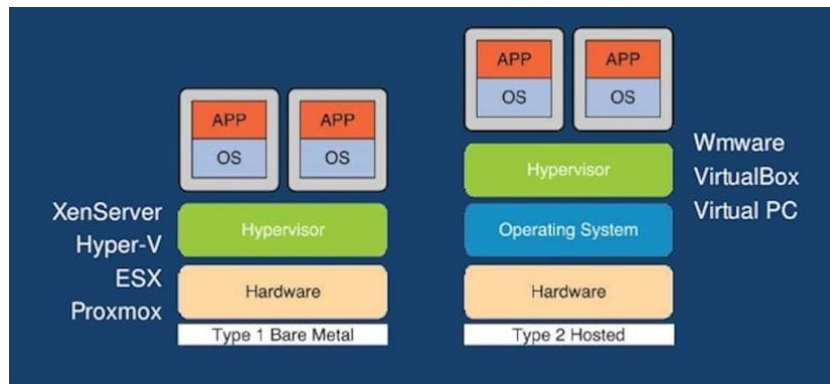 APP
OS
APP
OS
XenServer
Hyper-V
ESX
Proxmox
Hypervisor
Hardware
Type 1 Bare Metal
APP
OS
APP
OS
Hypervisor
Operating System
Hardware
Type 2 Hosted
Wmware
VirtualBox
Virtual PC